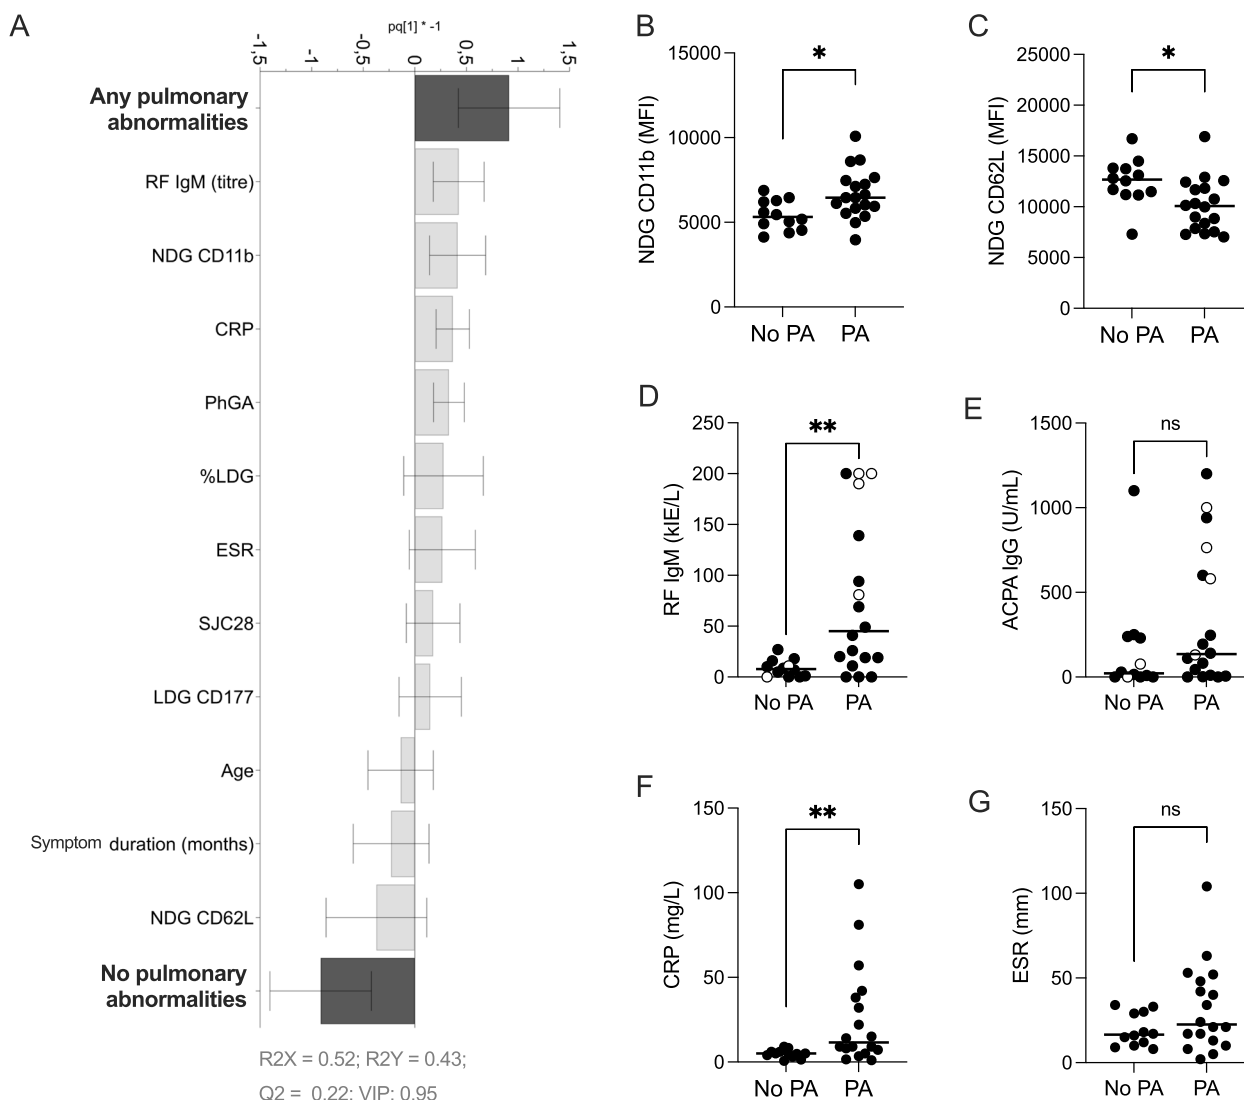 A
pq[1] * -1
-1,5
-1
-0,5
0
0,5
1
1,5
Any pulmonary
abnormalities
RF IgM (titre)
NDG CD11b
CRP
PhGA
%LDG
ESR
SJC28
LDG CD177
Age
Symptom duration (months)
NDG CD62L
No pulmonary
abnormalities
R2X = 0.52; R2Y = 0.43;
Q2 = 0.22; VIP: 0.95
B
NDG CD11b (MFI)
15000
10000
5000
0
*
No PA
PA
C
NDG CD62L (MFI)
25000
20000
15000
10000
5000
0
*
No PA
PA
D
RF IgM (kIE/L)
250
200
150
100
50
0
**
No PA
PA
E
ACPA IgG (U/mL)
1500
1000
500
0
ns
No PA
PA
F
CRP (mg/L)
150
100
50
0
**
No PA
PA
G
ESR (mm)
150
100
50
0
ns
No PA
PA